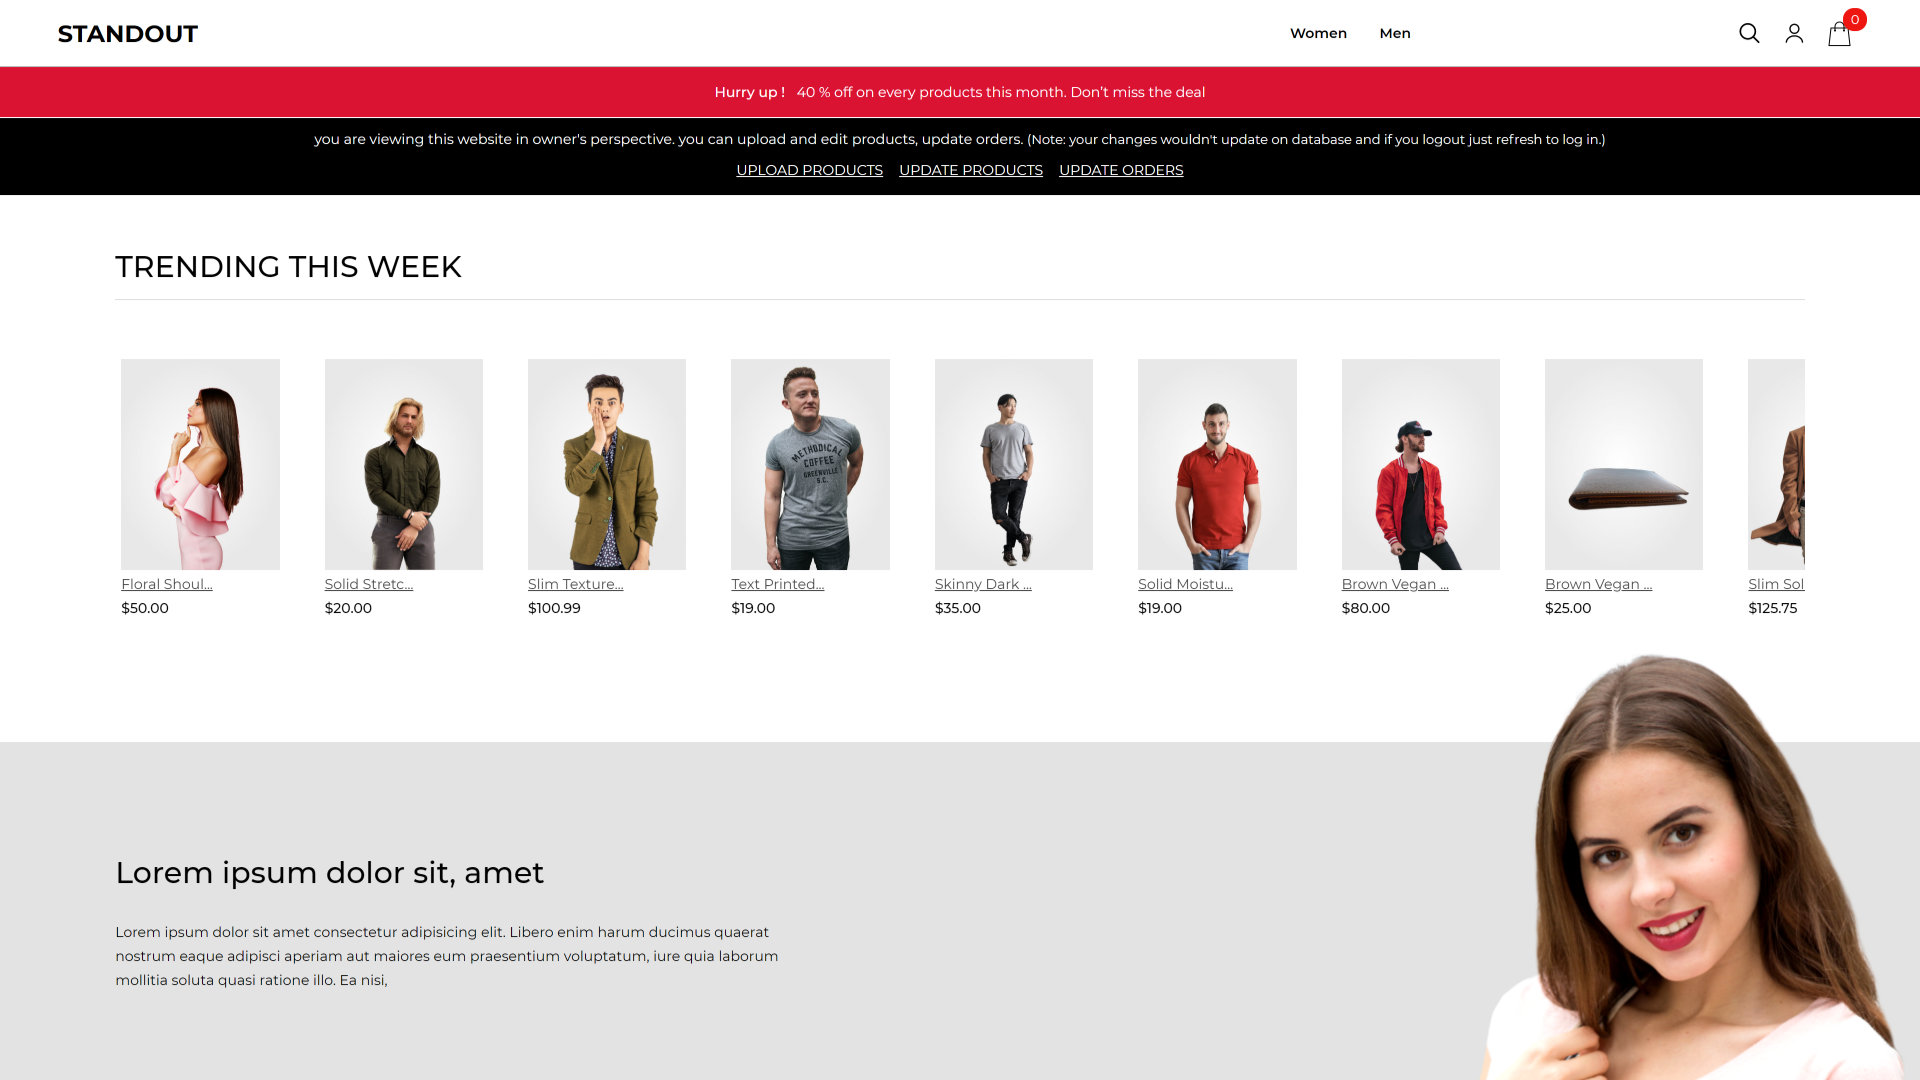 STANDOUT
Women Men
0
Hurry up ! 40 % off on every products this month. Don’t miss the deal
you are viewing this website in owner's perspective. you can upload and edit products, update orders. (Note: your changes wouldn't update on database and if you logout just refresh to log in.)
UPLOAD PRODUCTS UPDATE PRODUCTS UPDATE ORDERS
TRENDING THIS WEEK
METHODICAL
COFFEE
GREENVILLE
S.C.
Floral Shoul... Solid Stretc... Slim Texture... Text Printed... Skinny Dark ... Solid Moistu... Brown Vegan ... Brown Vegan ... Slim Sol
$50.00 $20.00 $100.99 $19.00 $35.00 $19.00 $80.00 $25.00 $125.75
Lorem ipsum dolor sit, amet
Lorem ipsum dolor sit amet consectetur adipisicing elit. Libero enim harum ducimus quaerat
nostrum eaque adipisci aperiam aut maiores eum praesentium voluptatum, iure quia laborum
mollitia soluta quasi ratione illo. Ea nisi,